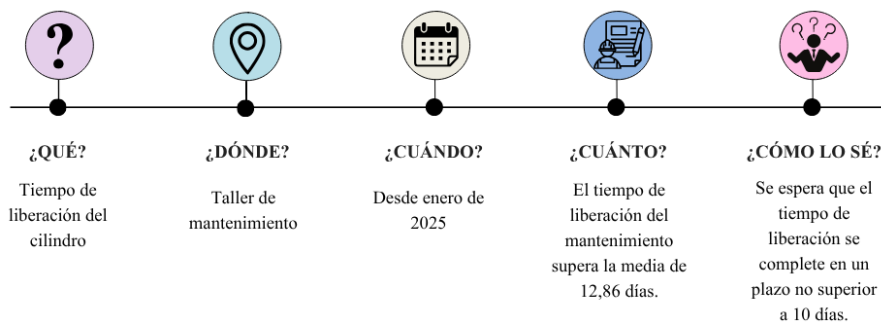 ¿QUÉ?
Tiempo de
liberación del
cilindro
¿DÓNDE?
Taller de
mantenimiento
¿CUÁNDO?
Desde enero de
2025
¿CUÁNTO?
El tiempo de
liberación del
mantenimiento
supera la media de
12,86 días.
¿CÓMO LO SÉ?
Se espera que el
tiempo de
liberación se
complete en un
plazo no superior
a 10 días.